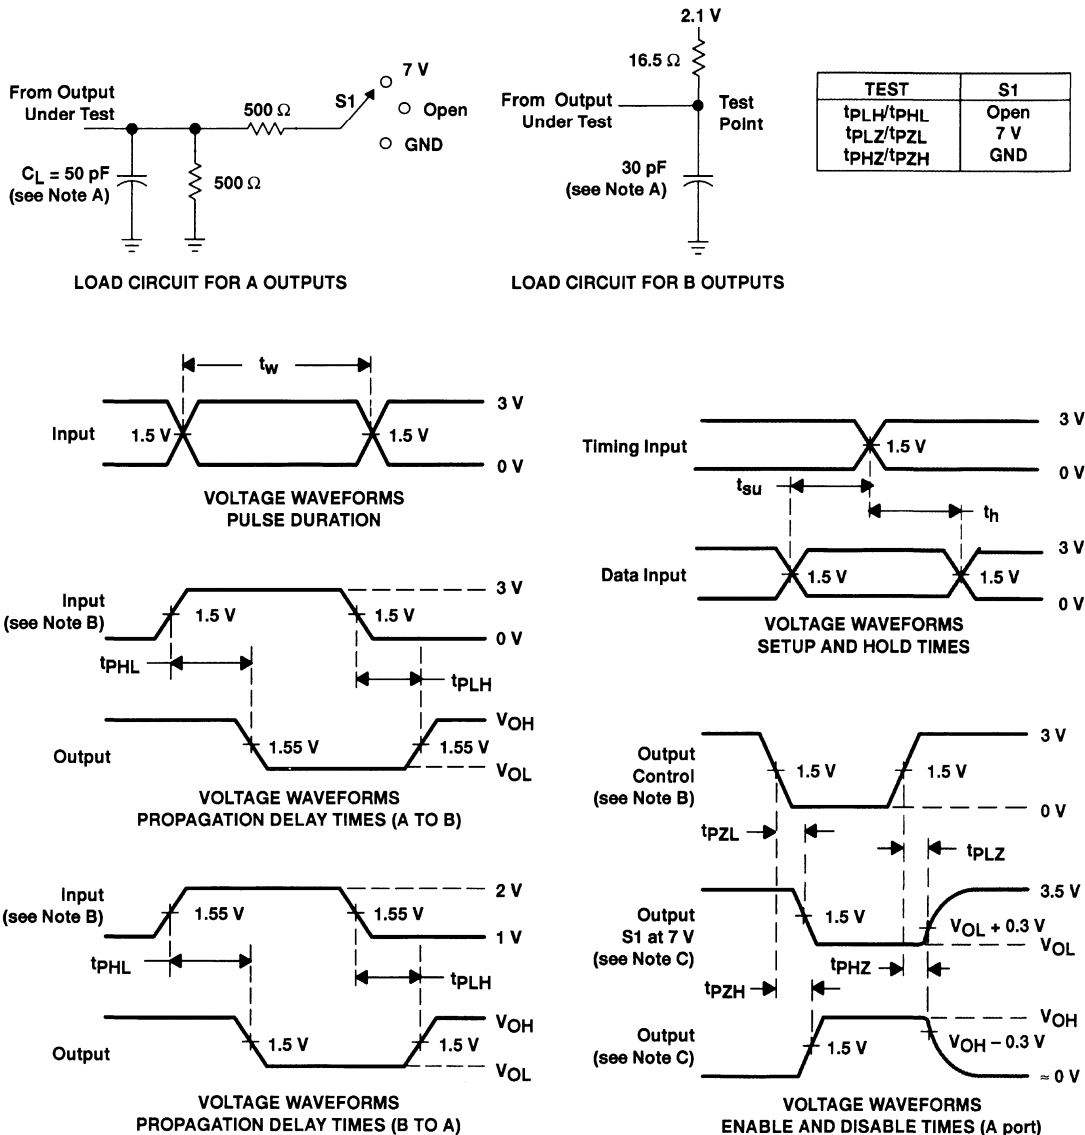 From Output
Under Test
CL = 50 pF
(see Note A)
500 Ω
500 Ω
S1
7 V
Open
GND
LOAD CIRCUIT FOR A OUTPUTS
2.1 V
16.5 Ω
From Output
Under Test
Test
Point
30 pF
(see Note A)
LOAD CIRCUIT FOR B OUTPUTS
TEST S1
tPLH/tPHL Open
tPLZ/tPZL 7 V
tPHZ/tPZH GND
tw
Input
1.5 V
1.5 V
3 V
0 V
VOLTAGE WAVEFORMS
PULSE DURATION
Timing Input
1.5 V
3 V
0 V
tsu
th
Data Input
1.5 V
1.5 V
3 V
0 V
VOLTAGE WAVEFORMS
SETUP AND HOLD TIMES
Input
(see Note B)
1.5 V
1.5 V
3 V
0 V
tPHL
tPLH
Output
1.55 V
1.55 V
VOH
VOL
VOLTAGE WAVEFORMS
PROPAGATION DELAY TIMES (A TO B)
Input
(see Note B)
1.55 V
1.55 V
2 V
1 V
tPHL
tPLH
Output
1.5 V
1.5 V
VOH
VOL
VOLTAGE WAVEFORMS
PROPAGATION DELAY TIMES (B TO A)
Output
Control
(see Note B)
1.5 V
1.5 V
3 V
0 V
tPZL
tPLZ
Output
S1 at 7 V
(see Note C)
1.5 V
3.5 V
VOL + 0.3 V
VOL
tPHZ
tPZH
Output
(see Note C)
1.5 V
VOH
VOH – 0.3 V
≈ 0 V
VOLTAGE WAVEFORMS
ENABLE AND DISABLE TIMES (A port)